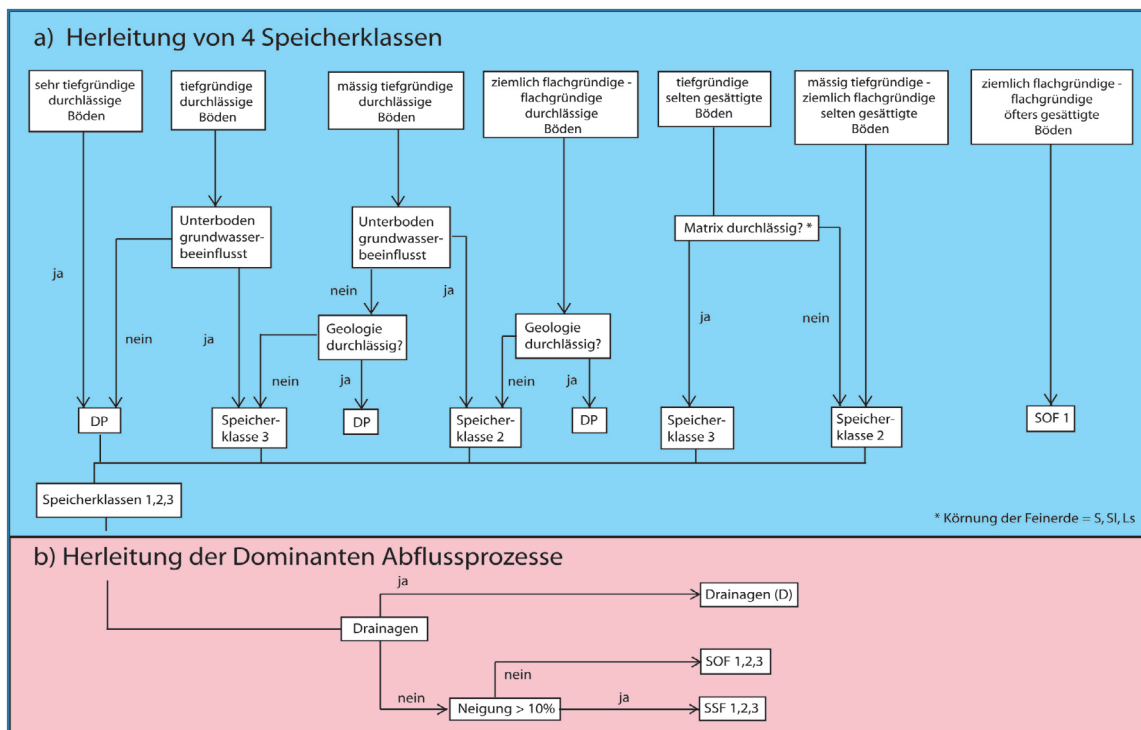 a) Herleitung von 4 Speicherklassen
sehr tiefgründige
durchlässige
Böden
tiefgründige
durchlässige
Böden
mässig tiefgründige
durchlässige
Böden
ziemlich flachgründige -
flachgründige
durchlässige
Böden
tiefgründige
selten gesättigte
Böden
mässig tiefgründige -
ziemlich flachgründige
selten gesättigte
Böden
ziemlich flachgründige -
flachgründige
öfters gesättigte
Böden
Unterboden
grundwasser-
beeinflusst
Unterboden
grundwasser-
beeinflusst
Matrix durchlässig? *
ja
nein
ja
nein
ja
Geologie
durchlässig?
Geologie
durchlässig?
ja
nein
nein
ja
nein
ja
DP
Speicher-
klasse 3
DP
Speicher-
klasse 2
DP
Speicher-
klasse 3
Speicher-
klasse 2
SOF 1
Speicherklassen 1,2,3
* Körnung der Feinerde = S, Sl, Ls
b) Herleitung der Dominanten Abflussprozesse
ja
Drainagen (D)
Drainagen
nein
SOF 1,2,3
nein
Neigung > 10%
ja
SSF 1,2,3